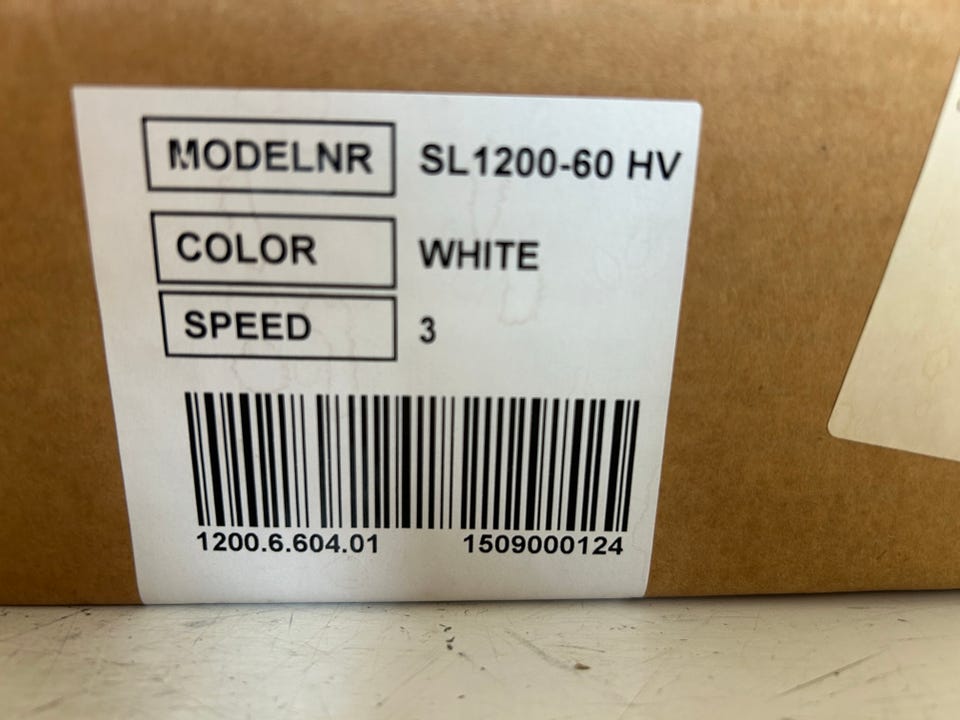 MODELNR SL1200-60 HV
COLOR WHITE
SPEED 3
1200.6.604.01 1509000124